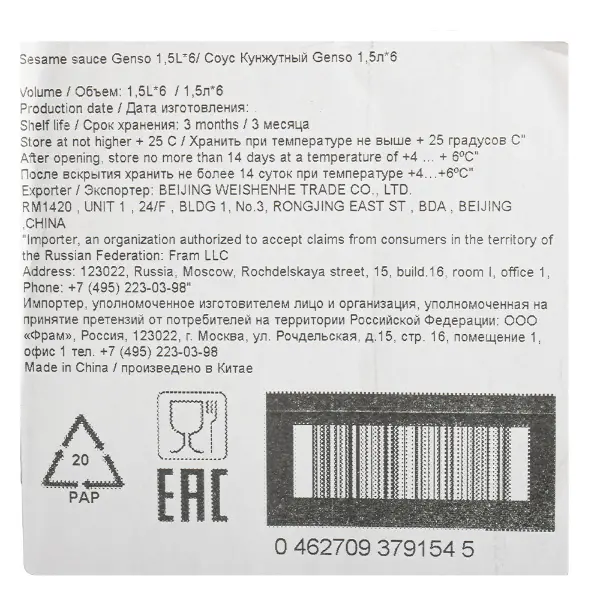 Sesame sauce Genso 1,5L*6/ Соус Кунжутный Genso 1,5л*6
Volume / Объем: 1,5L*6 / 1,5л*6
Production date / Дата изготовления:
Shelf life / Срок хранения: 3 months / 3 месяца
Store at not higher + 25 C / Хранить при температуре не выше + 25 градусов С"
After opening, store no more than 14 days at a temperature of +4 ... + 6ºC"
После вскрытия хранить не более 14 суток при температуре +4...+6ºC"
Exporter / Экспортер: BEIJING WEISHENHE TRADE CO., LTD.
RM1420 , UNIT 1 , 24/F , BLDG 1, No.3, RONGJING EAST ST , BDA , BEIJING
,CHINA
"Importer, an organization authorized to accept claims from consumers in the territory of
the Russian Federation: Fram LLC
Address: 123022, Russia, Moscow, Rochdelskaya street, 15, build.16, room I, office 1,
Phone: +7 (495) 223-03-98"
Импортер, уполномоченное изготовителем лицо и организация, уполномоченная на
принятие претензий от потребителей на территории Российской Федерации: ООО
«Фрам», Россия, 123022, г. Москва, ул. Рочдельская, д.15, стр. 16, помещение 1,
офис 1 тел. +7 (495) 223-03-98
Made in China / произведено в Китае
20
PAP
EAC
0 462709 379154 5